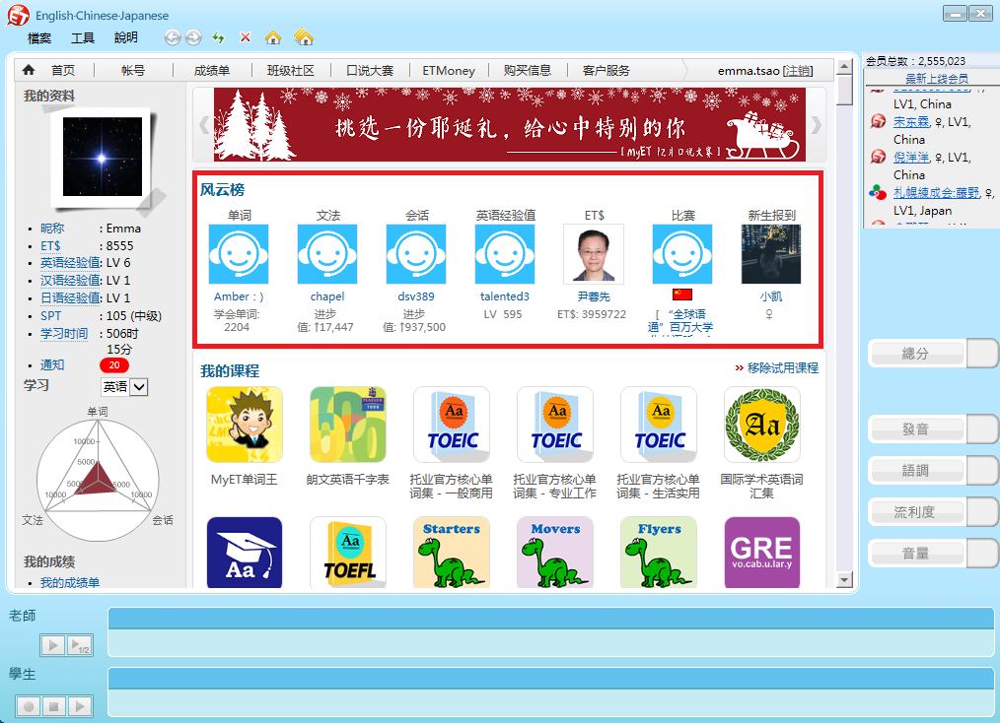 English-Chinese-Japanese
檔案 工具 說明
首页 帐号 成绩单 班级社区 口说大赛 ETMoney 购买信息 客户服务 emma.tsao [注销]
会员总数 : 2,555,023
最新上线会员
LV1, China
宋东霖, ♀, LV1,
China
倪洋洋, ♀, LV1,
China
札幌練成会:藤野, ♀,
LV1, Japan
我的资料
昵称 : Emma
ET$ : 8555
英语经验值: LV 6
汉语经验值: LV 1
日语经验值: LV 1
SPT : 105 (中级)
学习时间 : 506时
15分
通知 20
学习 英语
单词
10000
5000
5000 5000
10000 10000
文法 会话
我的成绩
我的成绩单
挑选一份耶诞礼，给心中特别的你
[ MyET 12月口说大赛 ]
风云榜
单词 文法 会话 英语经验值 ET$ 比赛 新生报到
Amber : ) chapel dsv389 talented3 尹蓉先 小凯
学会单词: 进步 进步 LV 595 ET$: 3959722 [ “全球语 ♀
2204 值: ↑17,447 值: ↑937,500 通”百万大学
我的课程 » 移除试用课程
Aa TOEIC
Aa TOEIC
Aa TOEIC
Aa
MyET单词王 朗文英语千字表 托业官方核心单 托业官方核心单 托业官方核心单 国际学术英语词
词集 - 一般商用 词集 - 专业工作 词集 - 生活实用 汇集
Aa
Aa TOEFL
Starters
Movers
Flyers
GRE
vo.cab.u.lar.y
總分
發音
語調
流利度
音量
老師
1/2
學生